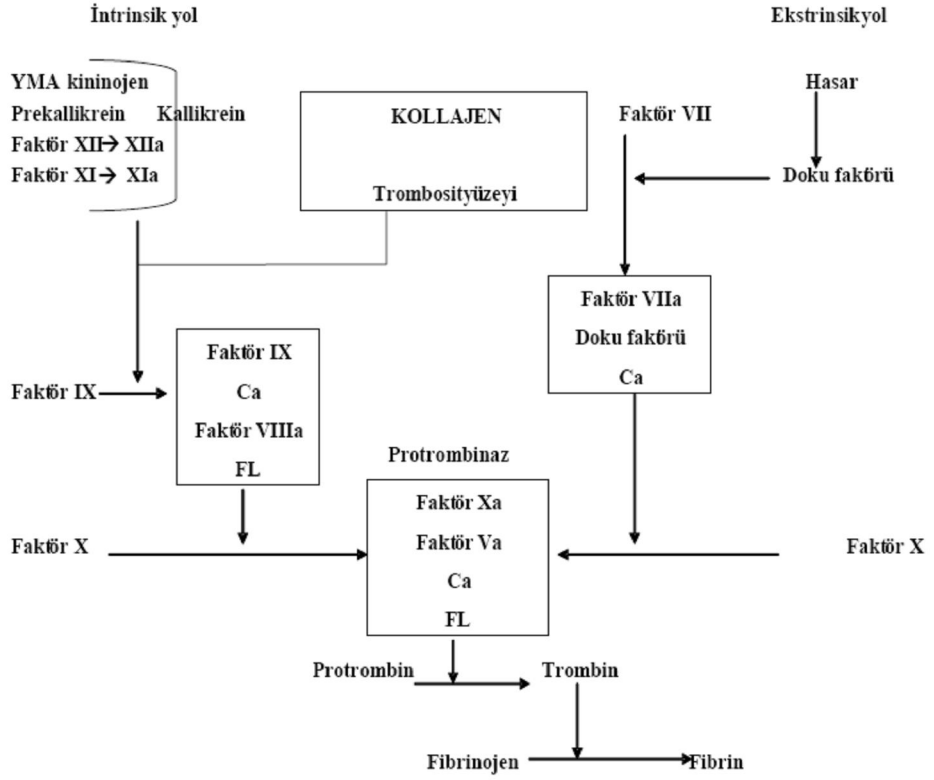 İntrinsik yol
Ekstrinsikyol
YMA kininojen
Prekallikrein Kallikrein
Faktör XII→ XIIa
Faktör XI→ XIa
KOLLAJEN
Trombosityüzeyi
Faktör VII
Hasar
Doku faktörü
Faktör VIIa
Doku faktörü
Ca
Faktör IX
Faktör IX
Ca
Faktör VIIIa
FL
Protrombinaz
Faktör X
Faktör Xa
Faktör Va
Ca
FL
Faktör X
Protrombin
Trombin
Fibrinojen
Fibrin